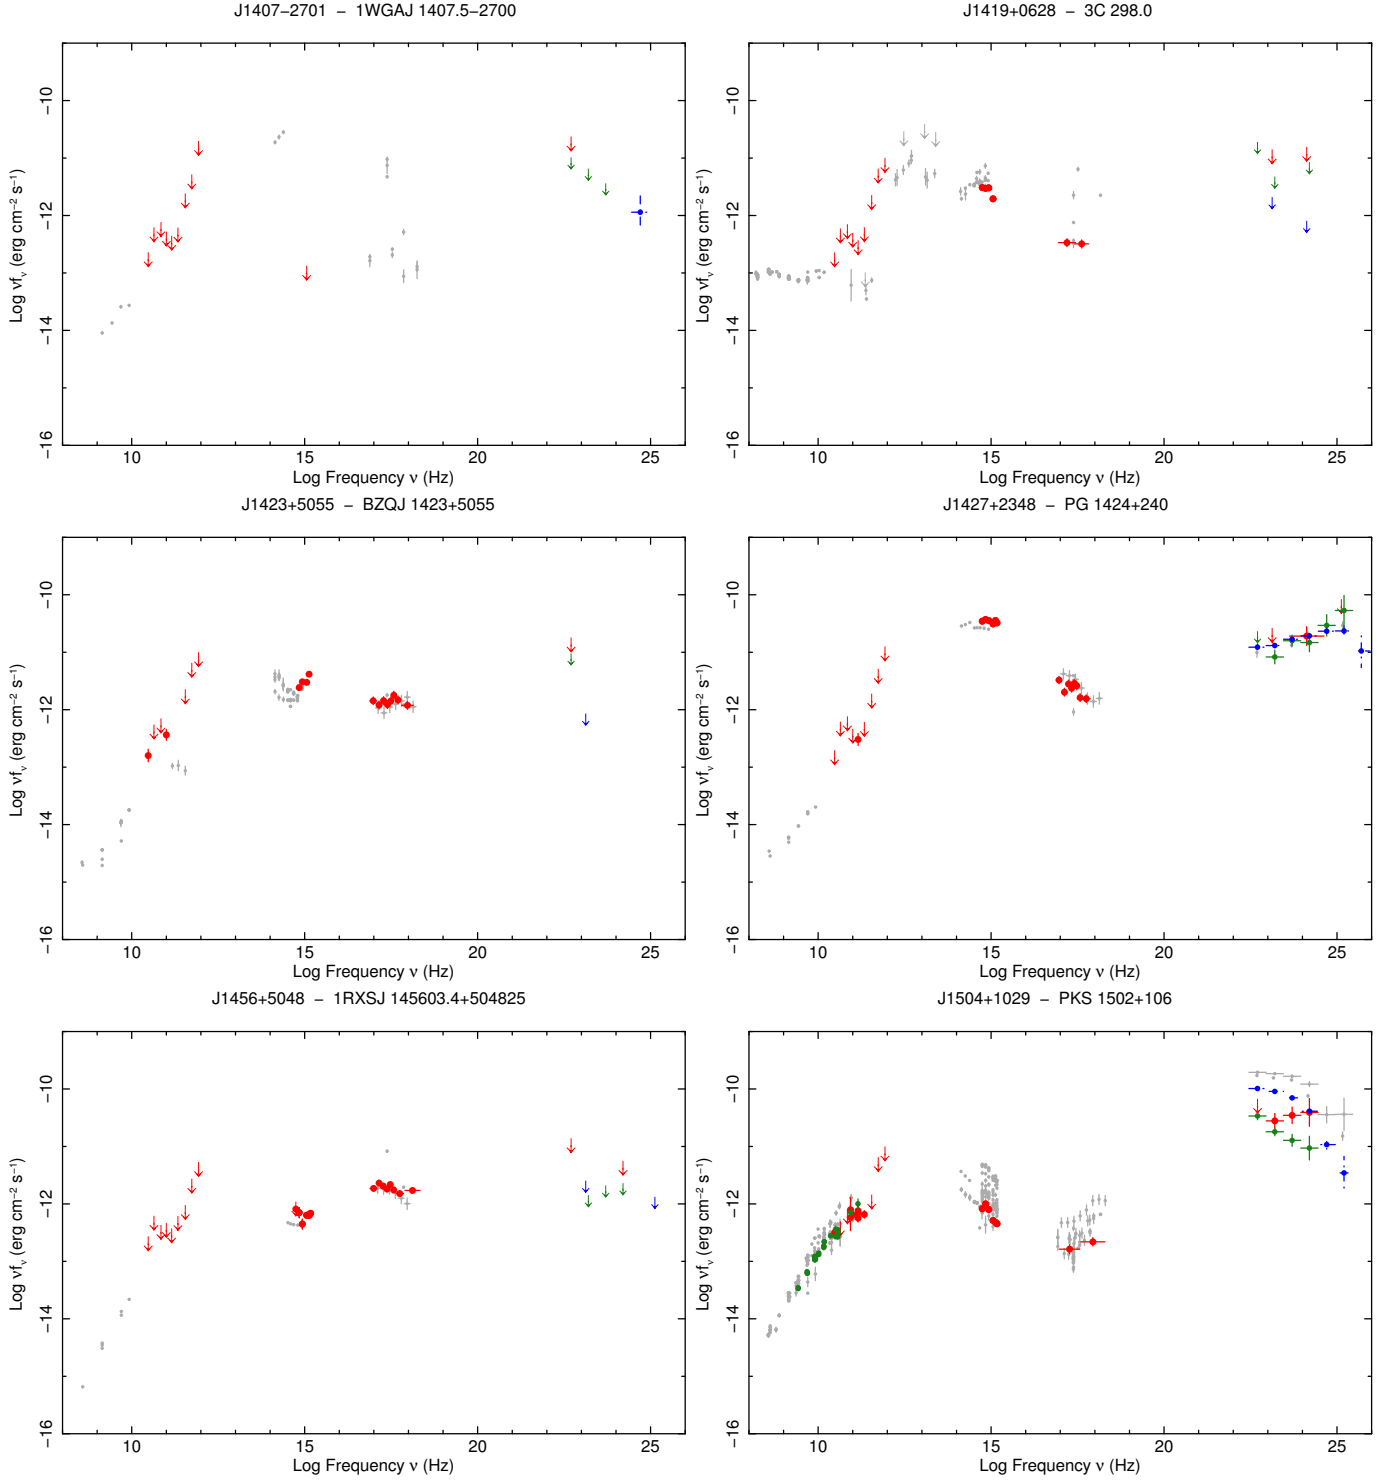 J1407−2701 − 1WGAJ 1407.5−2700
J1419+0628 − 3C 298.0
Log νfν (erg cm−2 s−1)
−10
−12
−14
−16
10 15 20 25
Log Frequency ν (Hz)
Log νfν (erg cm−2 s−1)
−10
−12
−14
−16
10 15 20 25
Log Frequency ν (Hz)
J1423+5055 − BZQJ 1423+5055
J1427+2348 − PG 1424+240
Log νfν (erg cm−2 s−1)
−10
−12
−14
−16
10 15 20 25
Log Frequency ν (Hz)
Log νfν (erg cm−2 s−1)
−10
−12
−14
−16
10 15 20 25
Log Frequency ν (Hz)
J1456+5048 − 1RXSJ 145603.4+504825
J1504+1029 − PKS 1502+106
Log νfν (erg cm−2 s−1)
−10
−12
−14
−16
10 15 20 25
Log Frequency ν (Hz)
Log νfν (erg cm−2 s−1)
−10
−12
−14
−16
10 15 20 25
Log Frequency ν (Hz)